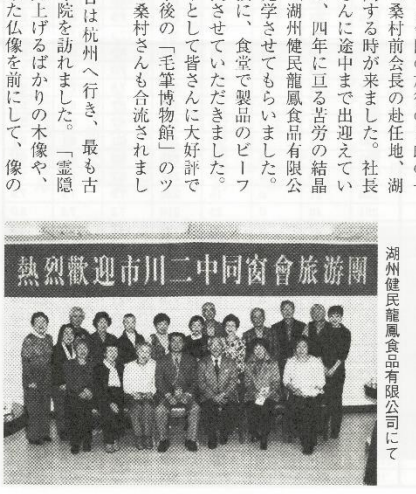 桑村前会長の赴任地、湖
する時が来ました。社長
んに途中まで出迎えてい
、四年に亘る苦労の結晶
湖州健民龍鳳食品有限公
学させてもらいました。
に、食堂で製品のビーフ
させていただきました。
として皆さんに大好評で
後の「毛筆博物館」のツ
桑村さんも合流されまし
は杭州へ行き、最も古
院を訪れました。「霊隠
上げるばかりの木像や、
た仏像を前にして、像の
湖州健民龍鳳食品有限公司にて
熱烈歡迎市川二中同窗會旅游團